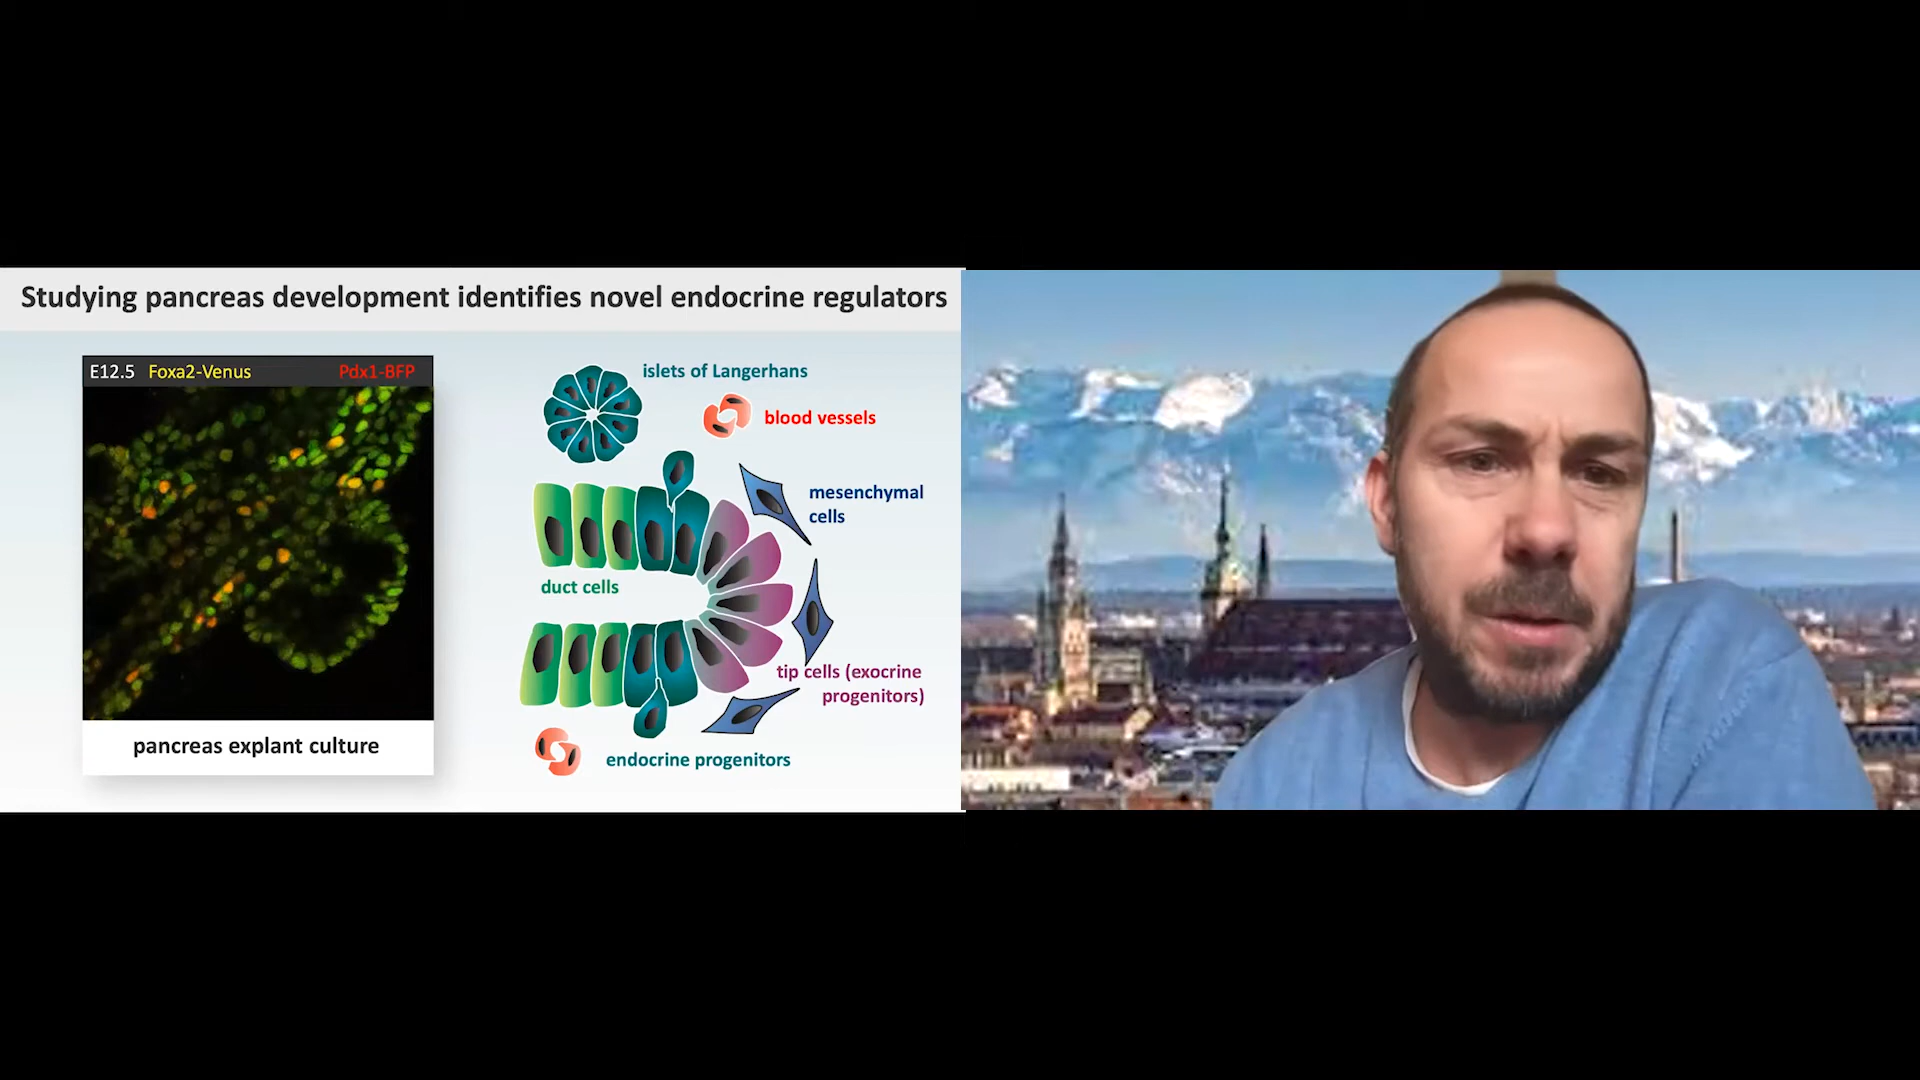 Studying pancreas development identifies novel endocrine regulators
E12.5 Foxa2-Venus Pdx1-BFP
pancreas explant culture
islets of Langerhans
blood vessels
mesenchymal
cells
duct cells
tip cells (exocrine
progenitors)
endocrine progenitors